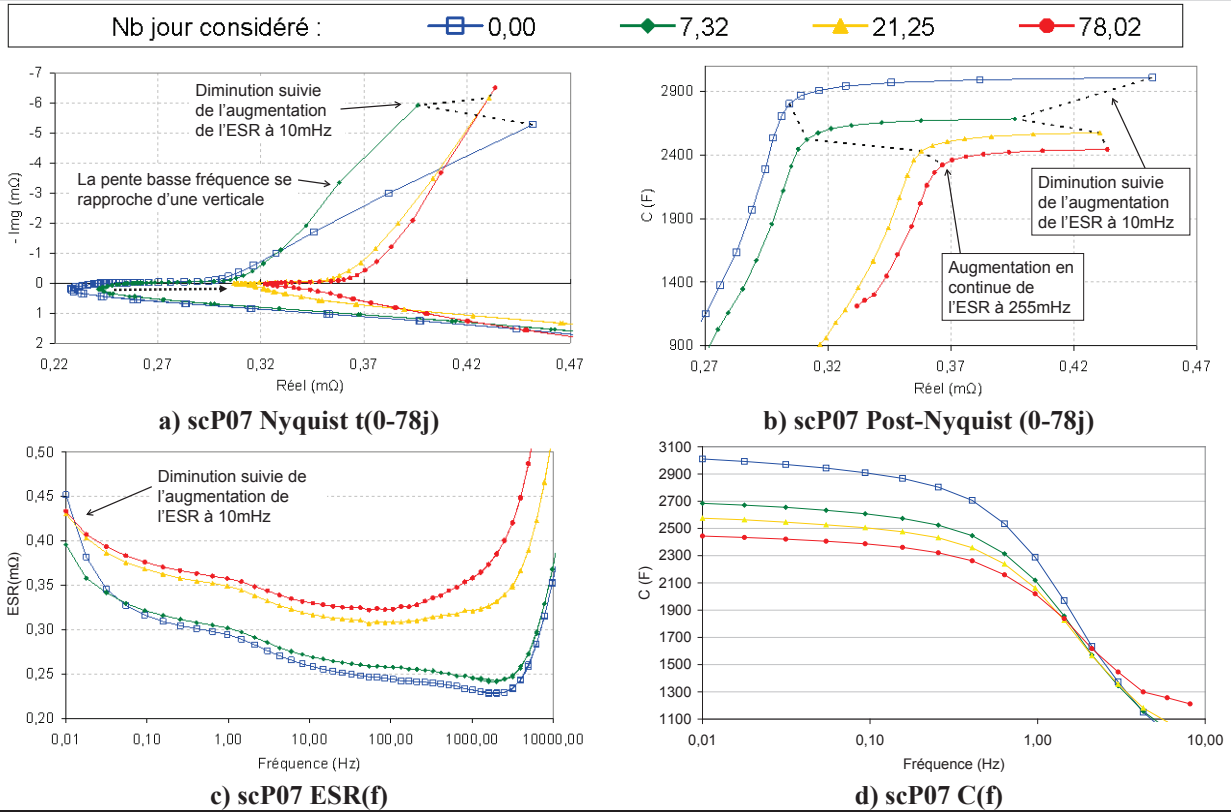 Nb jour considéré : 0,00 7,32 21,25 78,02
-7
-6
-5
-4
-3
-2
-1
0
1
2
- Img (mΩ)
Diminution suivie
de l'augmentation
de l'ESR à 10mHz
La pente basse fréquence se
rapproche d'une verticale
0,22 0,27 0,32 0,37 0,42 0,47
Réel (mΩ)
a) scP07 Nyquist t(0-78j)
2900
2400
1900
1400
900
C (F)
Diminution suivie
de l'augmentation
de l'ESR à 10mHz
Augmentation en
continue de
l'ESR à 255mHz
0,27 0,32 0,37 0,42 0,47
Réel (mΩ)
b) scP07 Post-Nyquist (0-78j)
0,50
0,45
0,40
0,35
0,30
0,25
0,20
ESR(mΩ)
Diminution suivie de
l'augmentation de
l'ESR à 10mHz
0,01 0,10 1,00 10,00 100,00 1000,00 10000,00
Fréquence (Hz)
c) scP07 ESR(f)
3100
2900
2700
2500
2300
2100
1900
1700
1500
1300
1100
C (F)
0,01 0,10 1,00 10,00
Fréquence (Hz)
d) scP07 C(f)